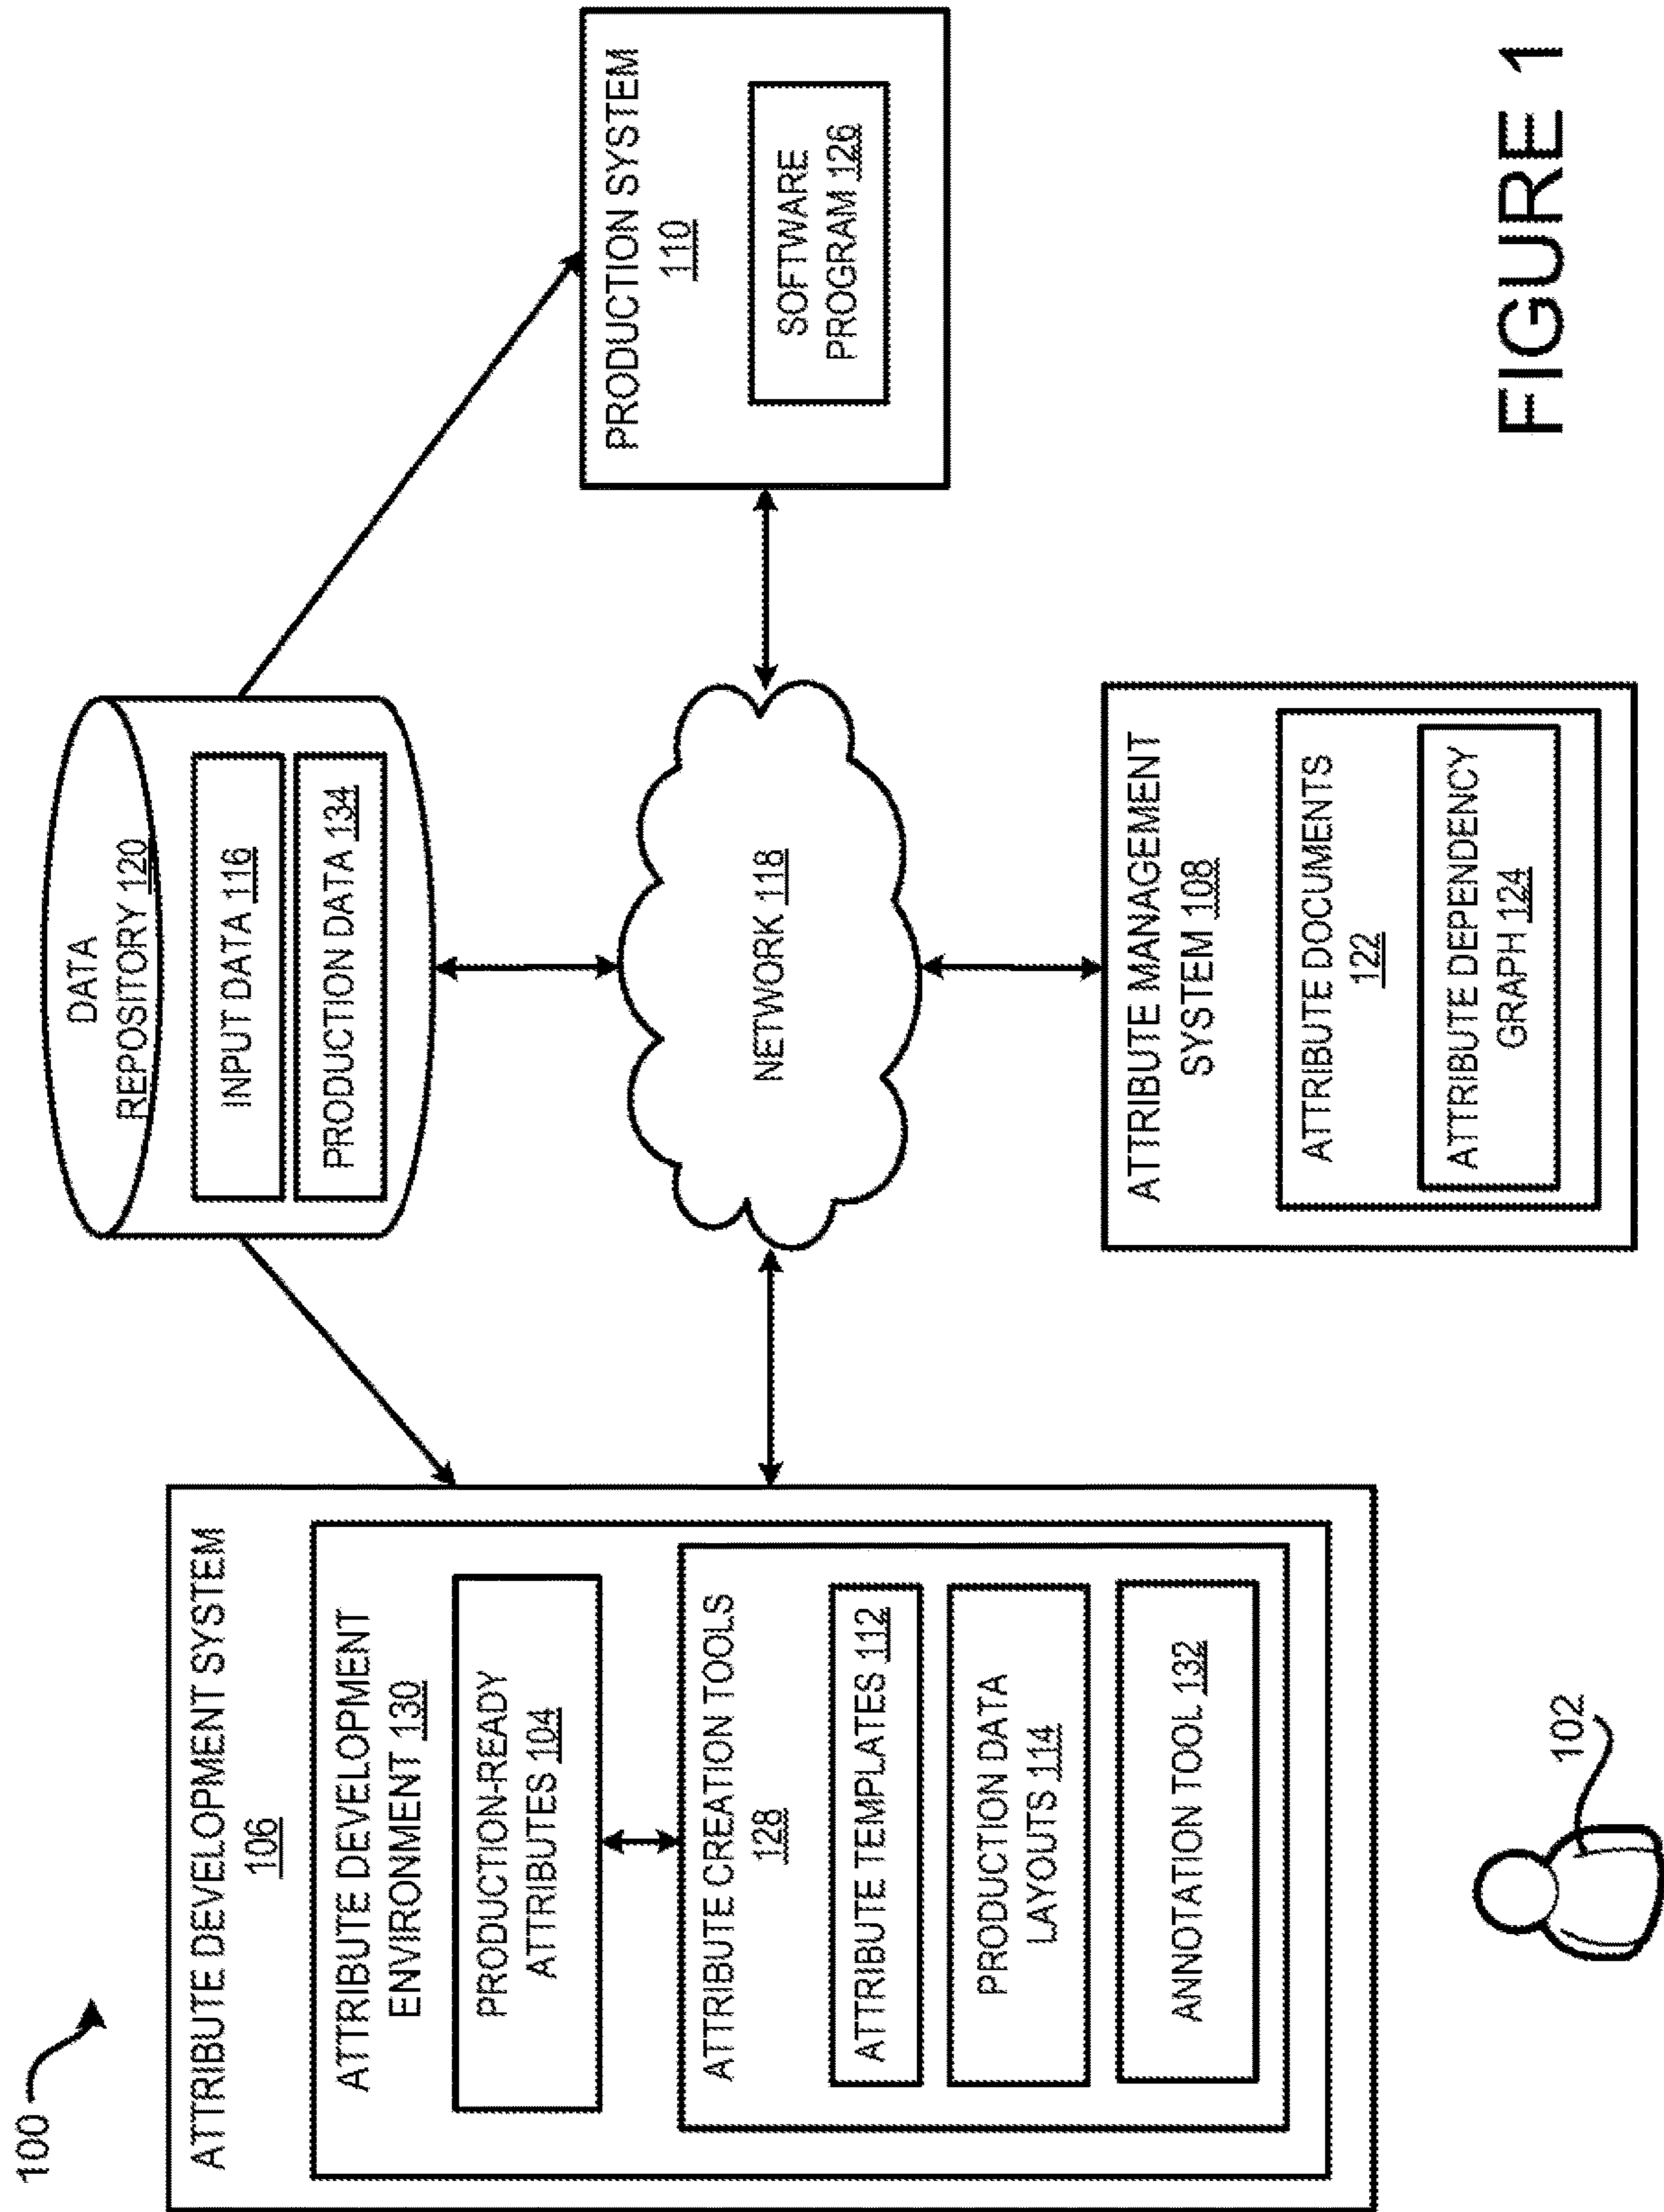 100
ATTRIBUTE DEVELOPMENT SYSTEM
106
ATTRIBUTE DEVELOPMENT
ENVIRONMENT 130
PRODUCTION-READY
ATTRIBUTES 104
ATTRIBUTE CREATION TOOLS
128
ATTRIBUTE TEMPLATES 112
PRODUCTION DATA
LAYOUTS 114
ANNOTATION TOOL 132
102
DATA
REPOSITORY 120
INPUT DATA 116
PRODUCTION DATA 134
NETWORK 118
ATTRIBUTE MANAGEMENT
SYSTEM 108
ATTRIBUTE DOCUMENTS
122
ATTRIBUTE DEPENDENCY
GRAPH 124
PRODUCTION SYSTEM
110
SOFTWARE
PROGRAM 126
FIGURE 1